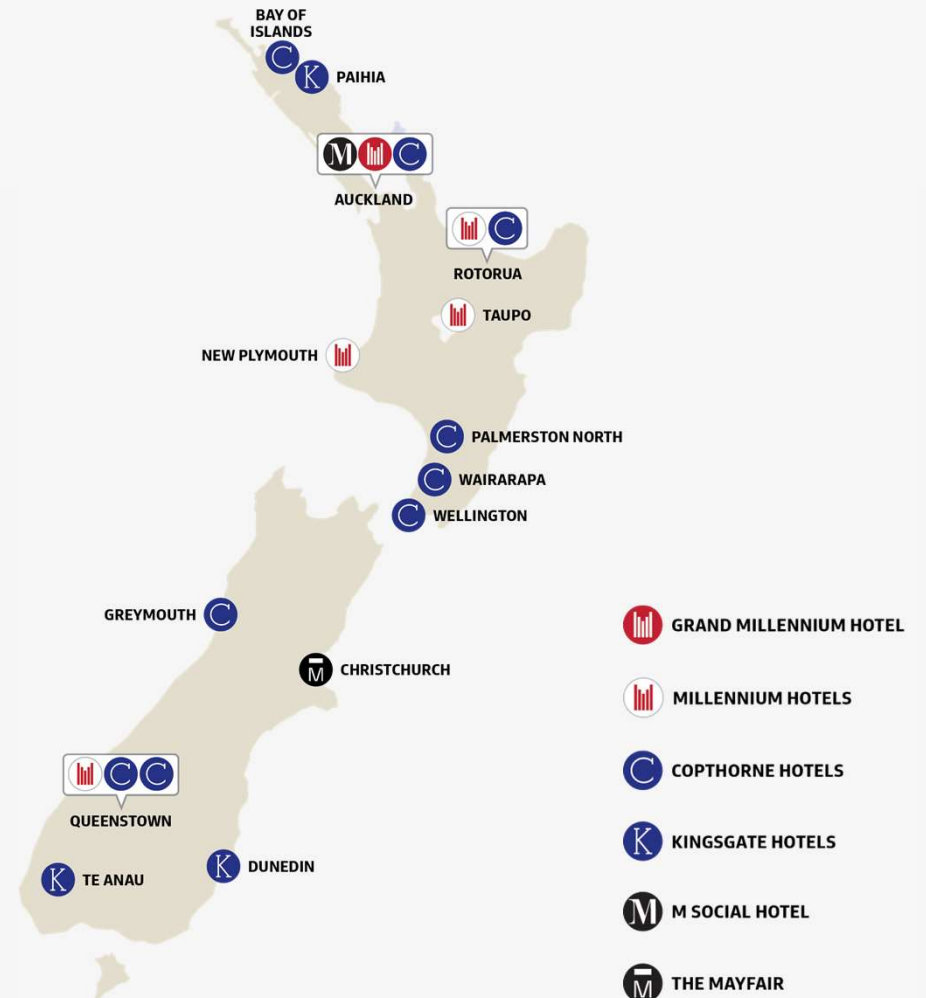 BAY OF
ISLANDS
C
K PAIHIA
M C
AUCKLAND
C
ROTORUA
TAUPO
NEW PLYMOUTH
C PALMERSTON NORTH
C WAIRARAPA
C WELLINGTON
GREYMOUTH C
M CHRISTCHURCH
C C
QUEENSTOWN
K DUNEDIN
K TE ANAU
GRAND MILLENNIUM HOTEL
MILLENNIUM HOTELS
C COPTHORNE HOTELS
K KINGSGATE HOTELS
M M SOCIAL HOTEL
M THE MAYFAIR